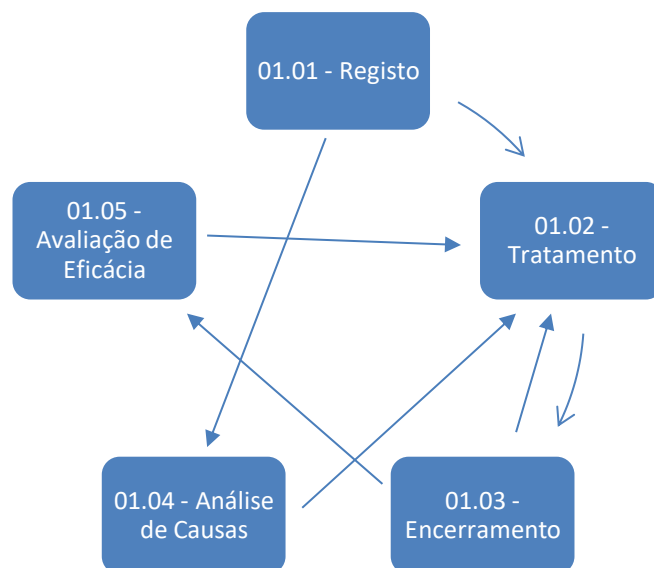 01.01 - Registo
01.05 -
Avaliação de
Eficácia
01.02 -
Tratamento
01.04 - Análise
de Causas
01.03 -
Encerramento